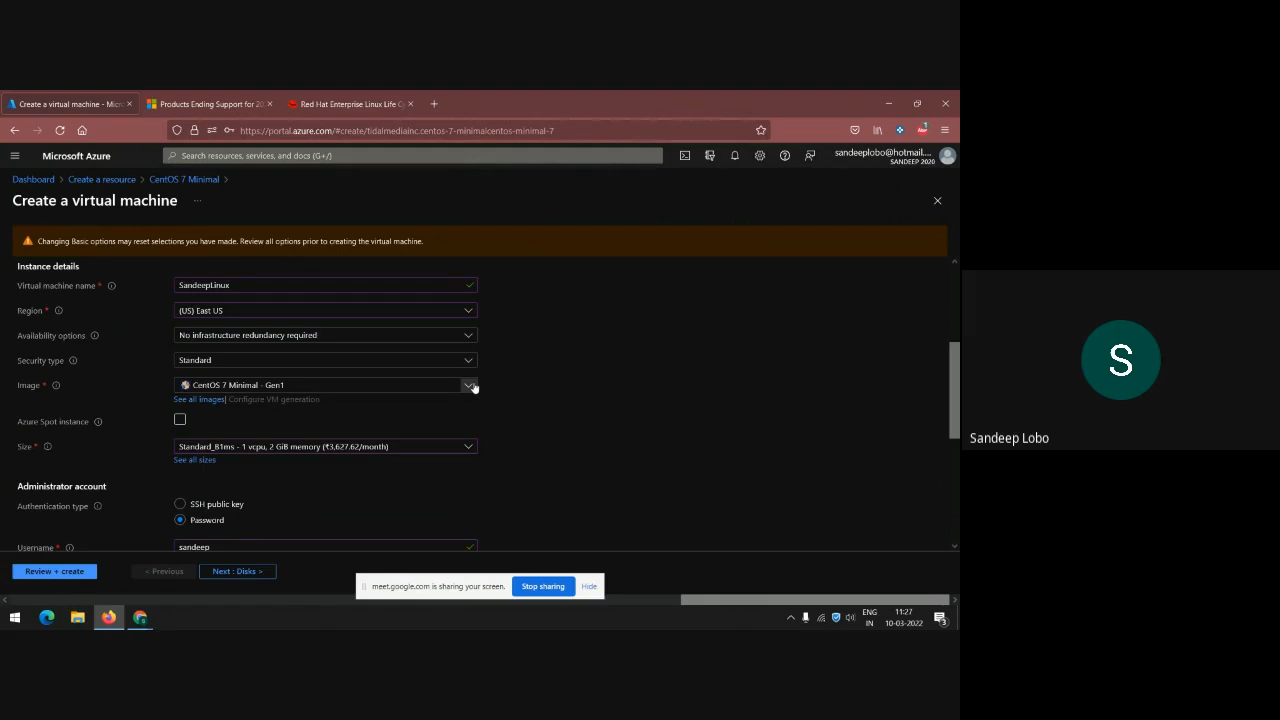 Create a virtual machine - Micr
Products Ending Support for 20
Red Hat Enterprise Linux Life C
https://portal.azure.com/#create/tidalmediainc.centos-7-minimalcentos-minimal-7
Microsoft Azure
Search resources, services, and docs (G+/)
sandeeplobo@hotmail....
SANDEEP 2020
Dashboard > Create a resource > CentOS 7 Minimal >
Create a virtual machine ...
Changing Basic options may reset selections you have made. Review all options prior to creating the virtual machine.
Instance details
Virtual machine name * SandeepLinux
Region * (US) East US
Availability options No infrastructure redundancy required
Security type Standard
Image * CentOS 7 Minimal - Gen1
See all images| Configure VM generation
Azure Spot instance
Size * Standard_B1ms - 1 vcpu, 2 GiB memory (₹3,627.62/month)
See all sizes
Administrator account
Authentication type SSH public key
Password
Username * sandeep
Review + create
< Previous
Next : Disks >
meet.google.com is sharing your screen.
Stop sharing
Hide
ENG
IN
11:27
10-03-2022
3
S
Sandeep Lobo